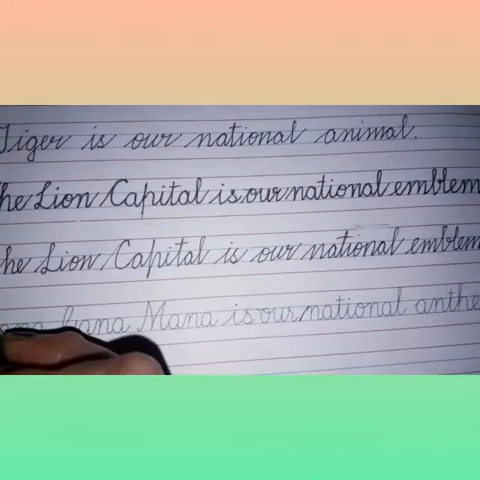 Tiger is our national animal.
he Lion Capital is our national emblem
he Lion Capital is our national emblem
Gana Mana is our national anthe